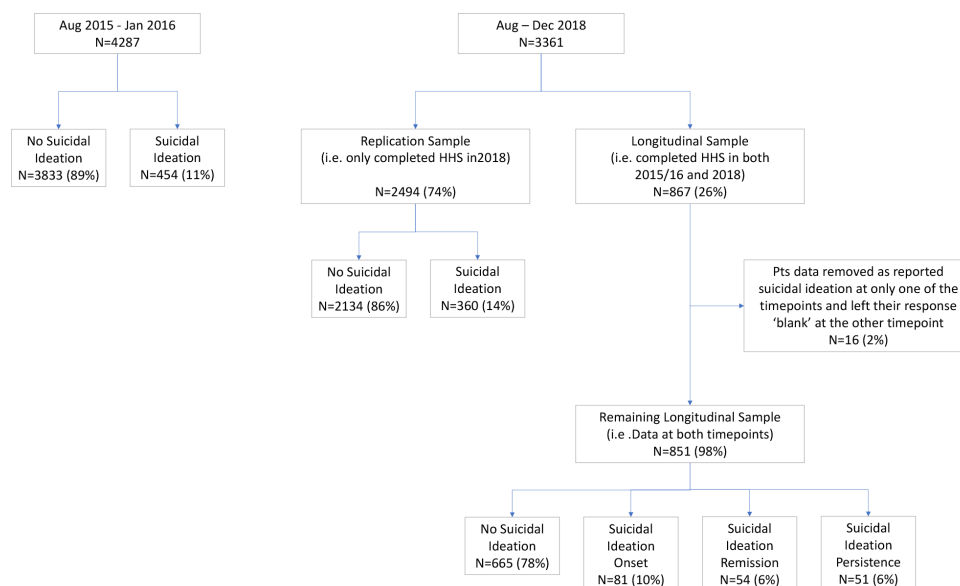 Aug 2015 - Jan 2016
N=4287
Aug – Dec 2018
N=3361
No Suicidal
Ideation
N=3833 (89%)
Suicidal
Ideation
N=454 (11%)
Replication Sample
(i.e. only completed HHS in2018)
N=2494 (74%)
Longitudinal Sample
(i.e. completed HHS in both
2015/16 and 2018)
N=867 (26%)
No Suicidal
Ideation
N=2134 (86%)
Suicidal
Ideation
N=360 (14%)
Pts data removed as reported
suicidal ideation at only one of the
timepoints and left their response
‘blank’ at the other timepoint
N=16 (2%)
Remaining Longitudinal Sample
(i.e .Data at both timepoints)
N=851 (98%)
No Suicidal
Ideation
N=665 (78%)
Suicidal
Ideation
Onset
N=81 (10%)
Suicidal
Ideation
Remission
N=54 (6%)
Suicidal
Ideation
Persistence
N=51 (6%)